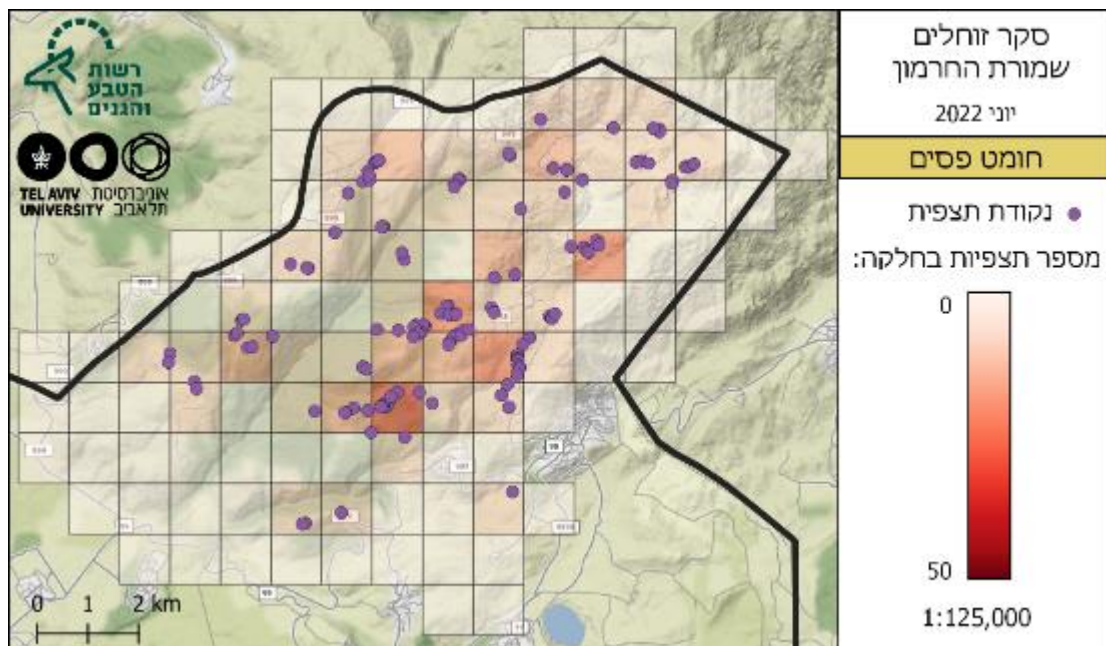 סקר זוחלים
שמורת החרמון
יוני 2022
חומט פסים
נקודת תצפית
מספר תצפיות בחלקה:
0
50
1:125,000
רשות
הטבע
והגנים
TEL AVIV אוניברסיטת
UNIVERSITY תל אביב
0 1 2 km
98